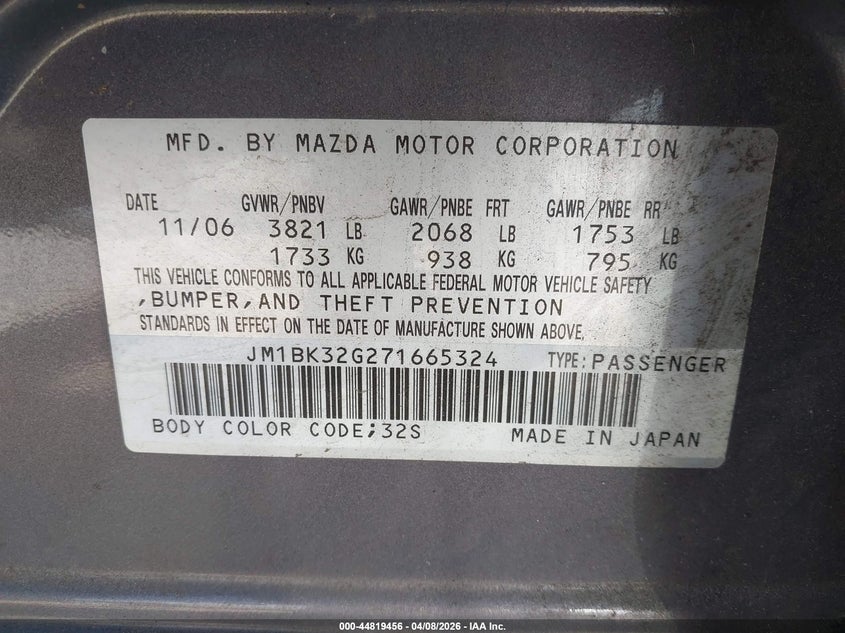 MFD. BY MAZDA MOTOR CORPORATION
DATE GVWR/PNBV GAWR/PNBE FRT GAWR/PNBE RR
11/06 3821 LB 2068 LB 1753 LB
1733 KG 938 KG 795 KG
THIS VEHICLE CONFORMS TO ALL APPLICABLE FEDERAL MOTOR VEHICLE SAFETY
,BUMPER,AND THEFT PREVENTION
STANDARDS IN EFFECT ON THE DATE OF MANUFACTURE SHOWN ABOVE.
JM1BK32G271665324 TYPE:PASSENGER
BODY COLOR CODE;32S MADE IN JAPAN
000-44819456 - 04/08/2026 - IAA Inc.